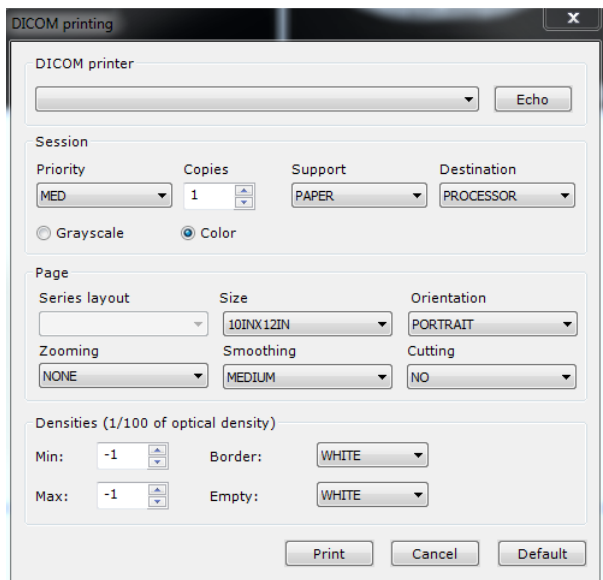 DICOM printing
x
DICOM printer
Echo
Session
Priority Copies Support Destination
MED 1 PAPER PROCESSOR
Grayscale Color
Page
Series layout Size Orientation
10INX12IN PORTRAIT
Zooming Smoothing Cutting
NONE MEDIUM NO
Densities (1/100 of optical density)
Min: -1 Border: WHITE
Max: -1 Empty: WHITE
Print Cancel Default